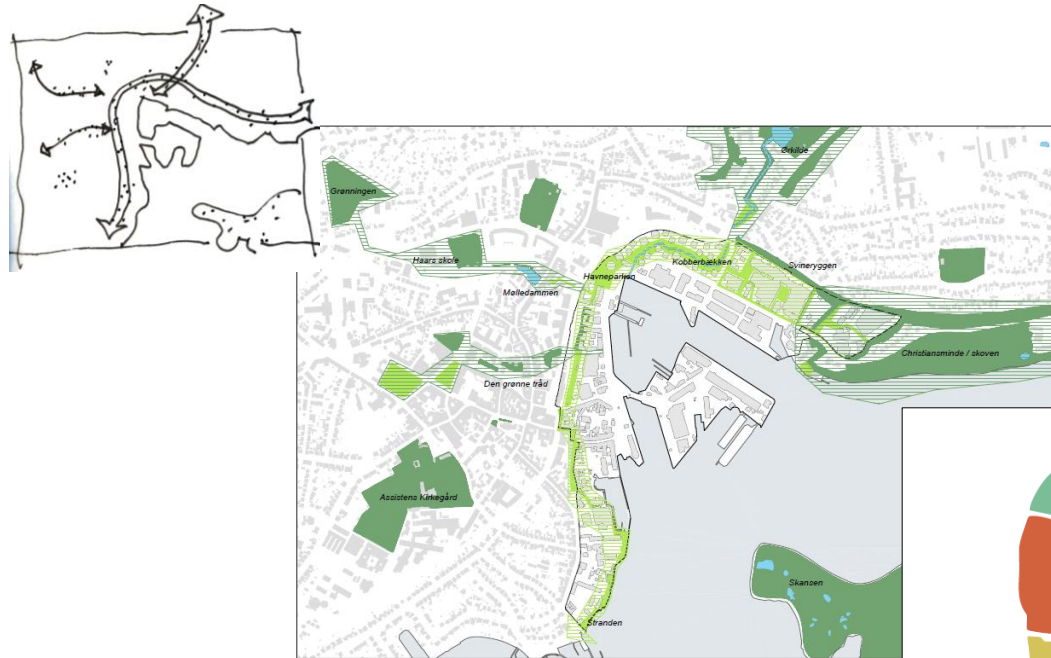 Ørkilde
Grønningen
Haars skole
Kobberbækken
Svineryggen
Havneparken
Mølledammen
Christiansminde / skoven
Den grønne tråd
Assistens Kirkegård
Skansen
Stranden